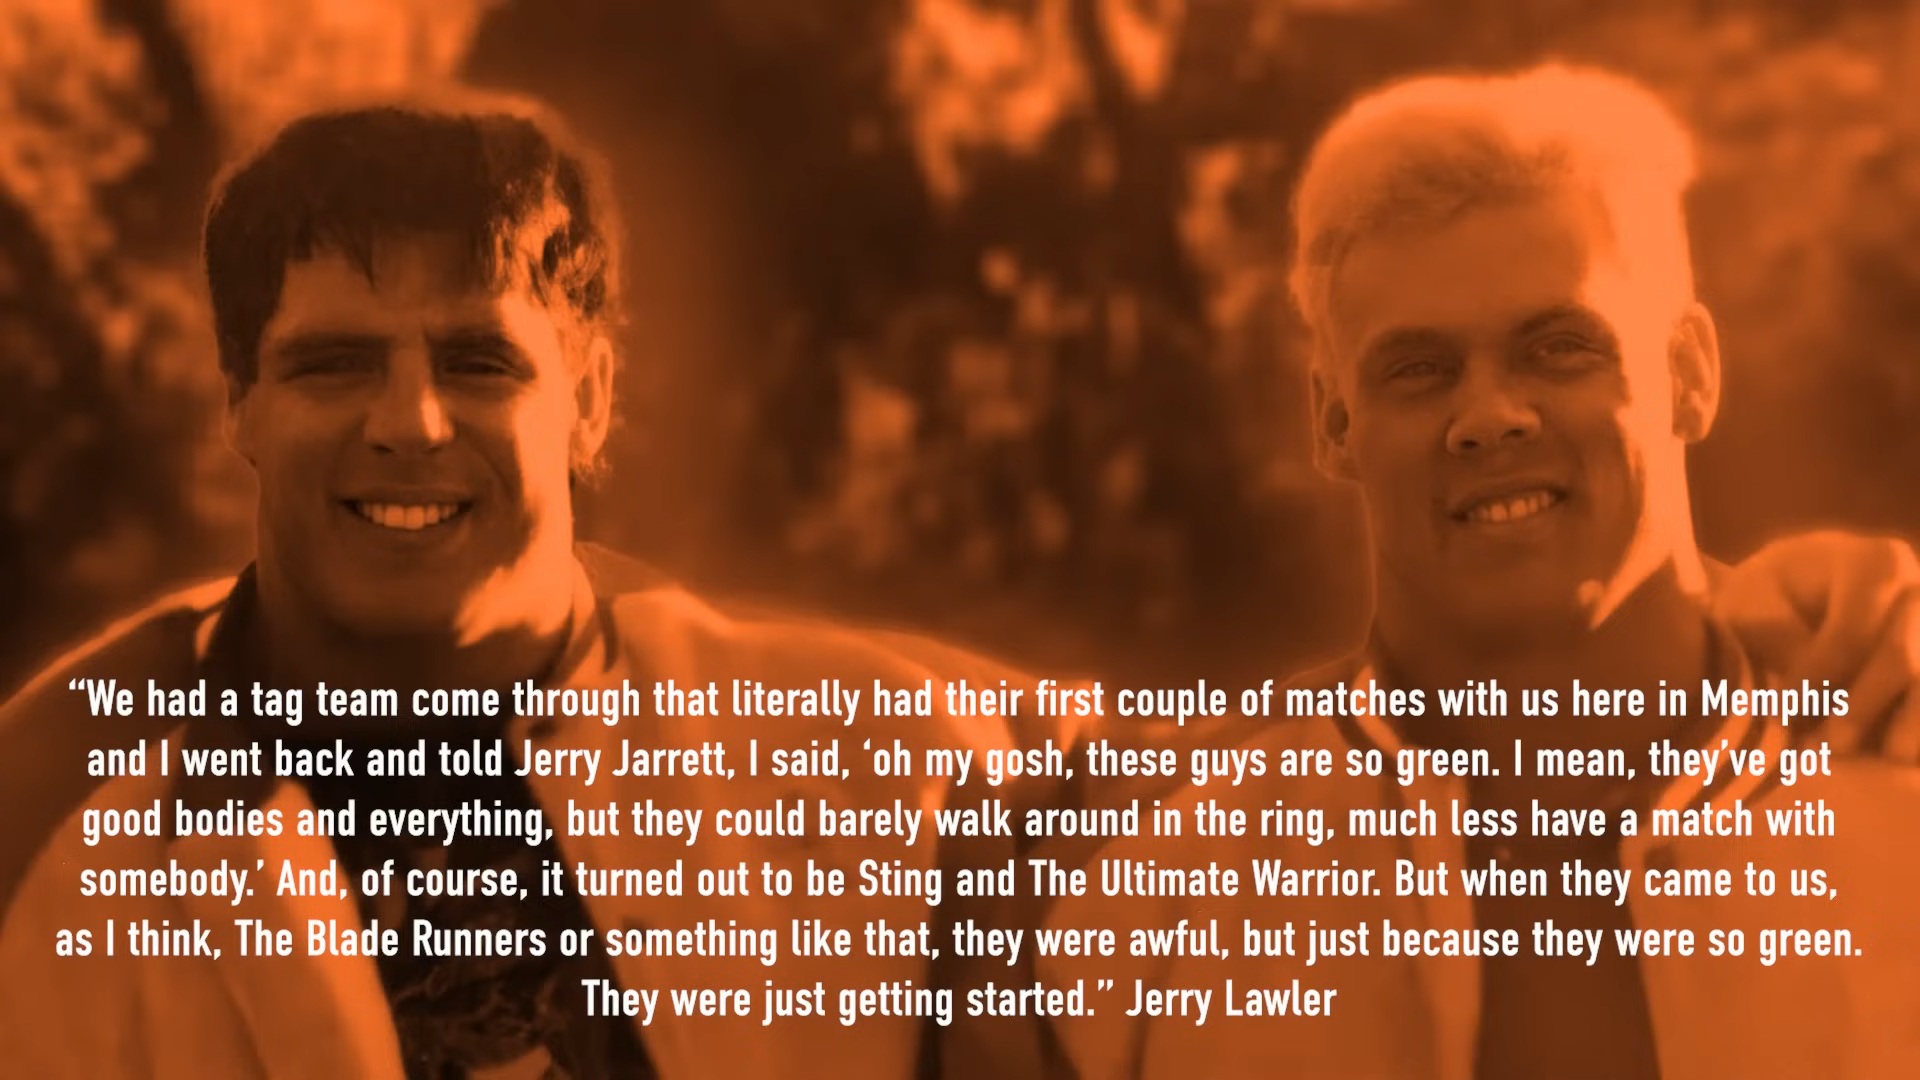 “We had a tag team come through that literally had their first couple of matches with us here in Memphis
and I went back and told Jerry Jarrett, I said, ‘oh my gosh, these guys are so green. I mean, they’ve got
good bodies and everything, but they could barely walk around in the ring, much less have a match with
somebody.’ And, of course, it turned out to be Sting and The Ultimate Warrior. But when they came to us,
as I think, The Blade Runners or something like that, they were awful, but just because they were so green.
They were just getting started.” Jerry Lawler